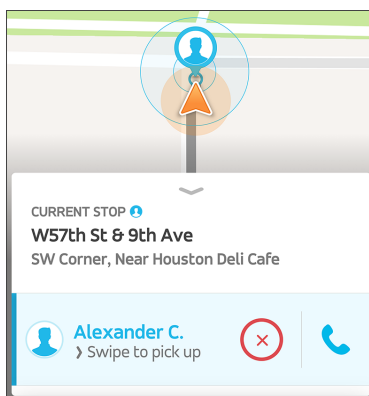 CURRENT STOP
W57th St & 9th Ave
SW Corner, Near Houston Deli Cafe
Alexander C.
❯ Swipe to pick up